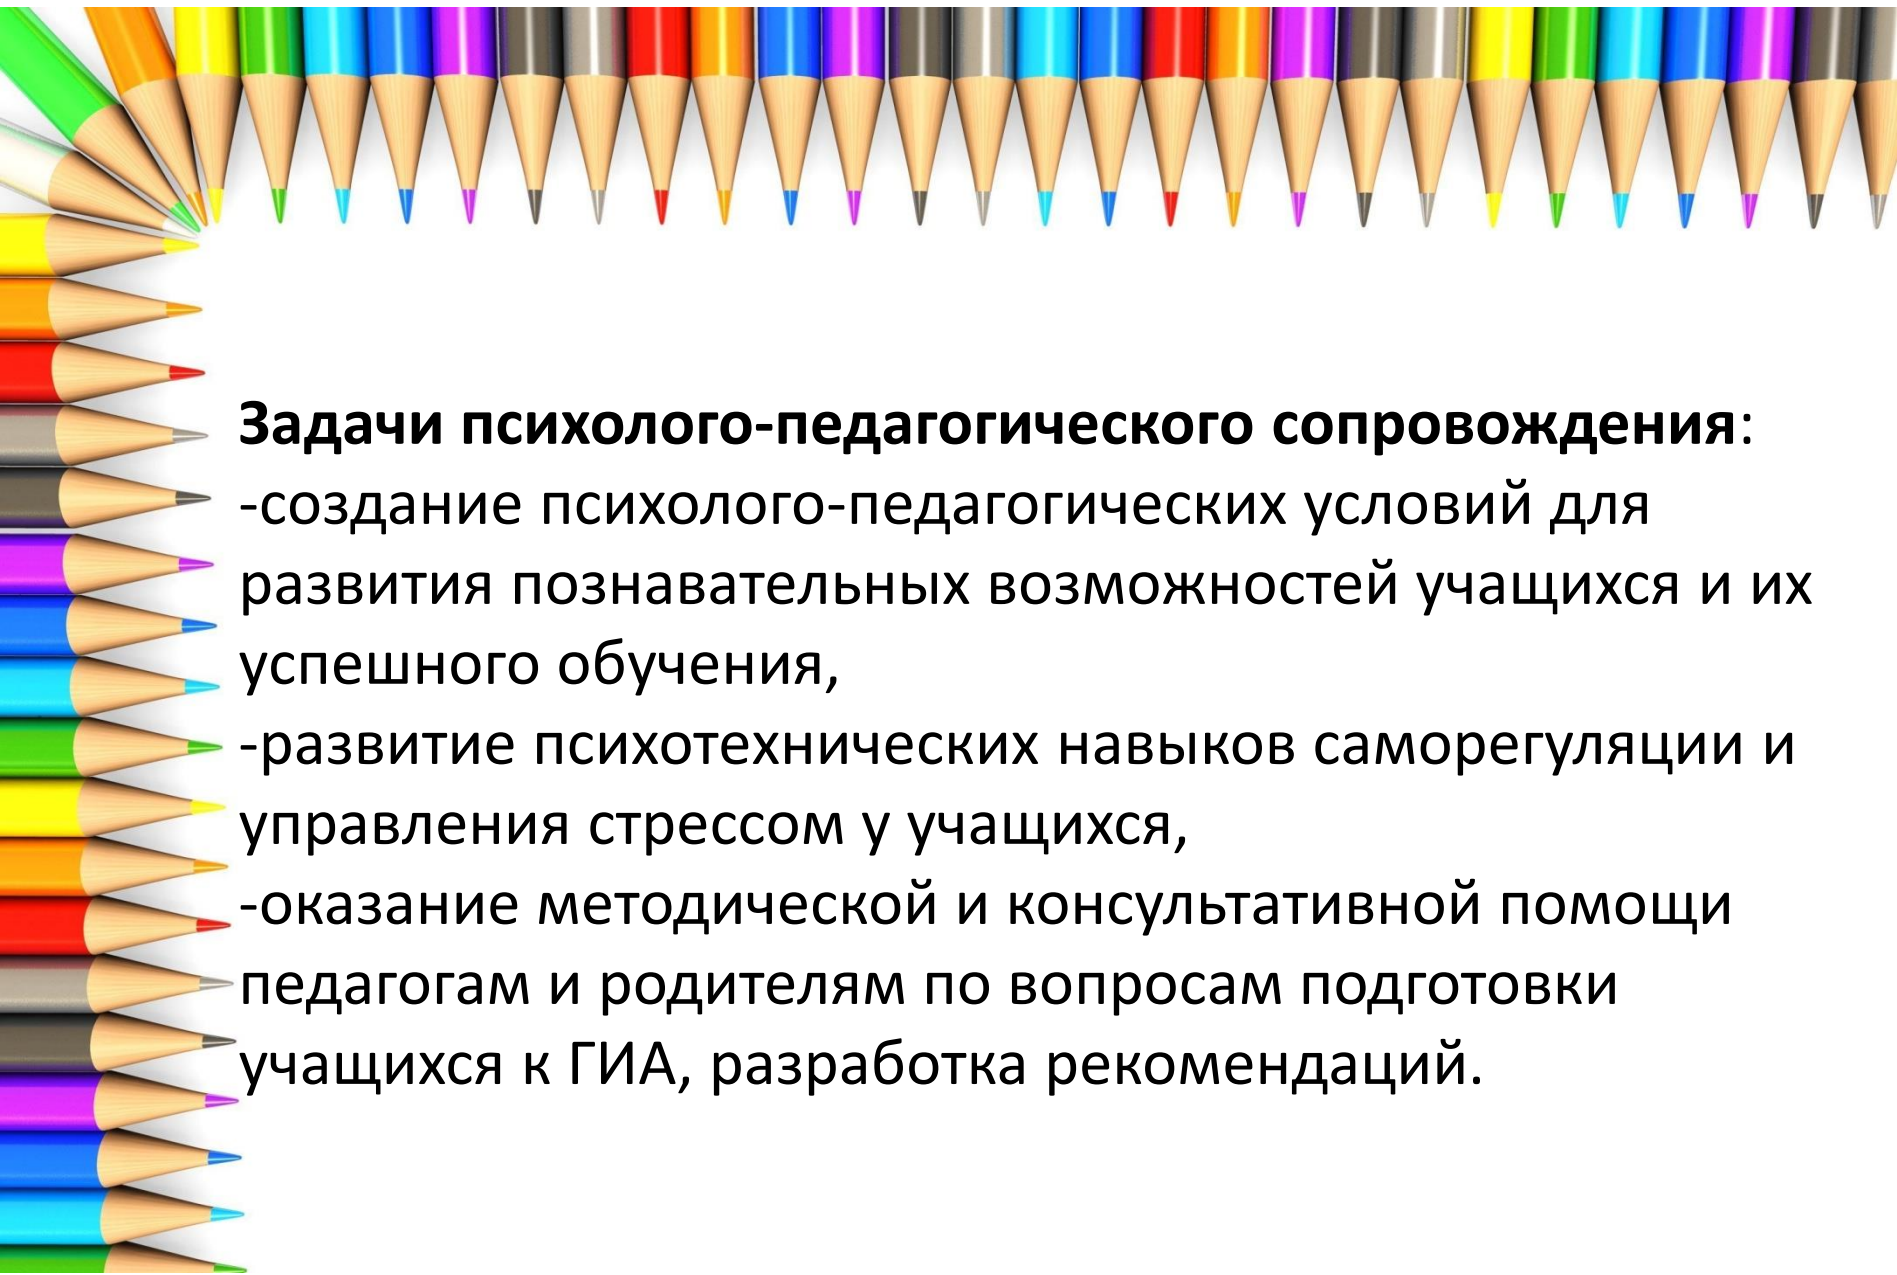 Задачи психолого-педагогического сопровождения:
-создание психолого-педагогических условий для
развития познавательных возможностей учащихся и их
успешного обучения,
-развитие психотехнических навыков саморегуляции и
управления стрессом у учащихся,
-оказание методической и консультативной помощи
педагогам и родителям по вопросам подготовки
учащихся к ГИА, разработка рекомендаций.